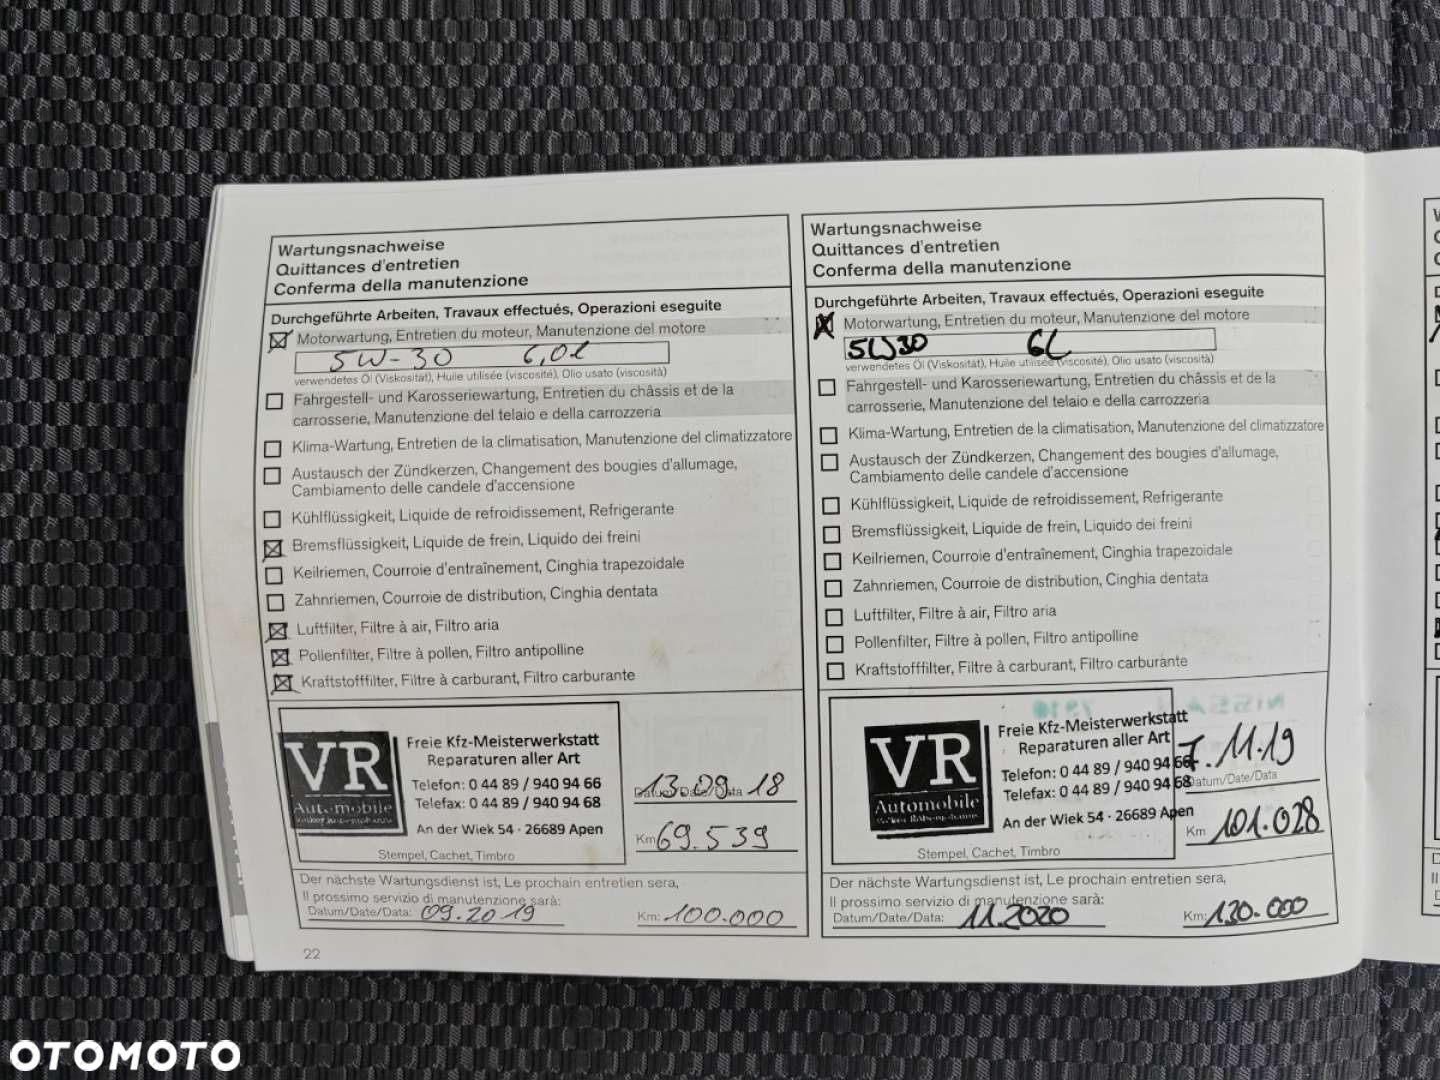 Wartungsnachweise
Quittances d'entretien
Conferma della manutenzione
Durchgeführte Arbeiten, Travaux effectués, Operazioni eseguite
Motorwartung, Entretien du moteur, Manutenzione del motore
5W-30 6,0l
verwendetes Öl (Viskosität), Huile utilisée (viscosité), Olio usato (viscosità)
Fahrgestell- und Karosseriewartung, Entretien du châssis et de la
carrosserie, Manutenzione del telaio e della carrozzeria
Klima-Wartung, Entretien de la climatisation, Manutenzione del climatizzatore
Austausch der Zündkerzen, Changement des bougies d'allumage,
Cambiamento delle candele d'accensione
Kühlflüssigkeit, Liquide de refroidissement, Refrigerante
Bremsflüssigkeit, Liquide de frein, Liquido dei freini
Keilriemen, Courroie d'entraînement, Cinghia trapezoidale
Zahnriemen, Courroie de distribution, Cinghia dentata
Luftfilter, Filtre à air, Filtro aria
Pollenfilter, Filtre à pollen, Filtro antipolline
Kraftstofffilter, Filtre à carburant, Filtro carburante
VR
Automobile
Freie Kfz-Meisterwerkstatt
Reparaturen aller Art
Telefon: 0 44 89 / 940 94 66
Telefax: 0 44 89 / 940 94 68
An der Wiek 54 · 26689 Apen
Stempel, Cachet, Timbro
13.09.18
Datum/Date/Data
Km 69.539
Der nächste Wartungsdienst ist, Le prochain entretien sera,
Il prossimo servizio di manutenzione sarà:
Datum/Date/Data: 09.2019 Km: 100.000
22
Wartungsnachweise
Quittances d'entretien
Conferma della manutenzione
Durchgeführte Arbeiten, Travaux effectués, Operazioni eseguite
Motorwartung, Entretien du moteur, Manutenzione del motore
5W30 6L
verwendetes Öl (Viskosität), Huile utilisée (viscosité), Olio usato (viscosità)
Fahrgestell- und Karosseriewartung, Entretien du châssis et de la
carrosserie, Manutenzione del telaio e della carrozzeria
Klima-Wartung, Entretien de la climatisation, Manutenzione del climatizzatore
Austausch der Zündkerzen, Changement des bougies d'allumage,
Cambiamento delle candele d'accensione
Kühlflüssigkeit, Liquide de refroidissement, Refrigerante
Bremsflüssigkeit, Liquide de frein, Liquido dei freini
Keilriemen, Courroie d'entraînement, Cinghia trapezoidale
Zahnriemen, Courroie de distribution, Cinghia dentata
Luftfilter, Filtre à air, Filtro aria
Pollenfilter, Filtre à pollen, Filtro antipolline
Kraftstofffilter, Filtre à carburant, Filtro carburante
VR
Automobile
Freie Kfz-Meisterwerkstatt
Reparaturen aller Art
Telefon: 0 44 89 / 940 94 66
Telefax: 0 44 89 / 940 94 68
An der Wiek 54 · 26689 Apen
Stempel, Cachet, Timbro
7.11.19
Datum/Date/Data
Km 101.028
Der nächste Wartungsdienst ist, Le prochain entretien sera,
Il prossimo servizio di manutenzione sarà:
Datum/Date/Data: 11.2020 Km: 130.000
OTOMOTO